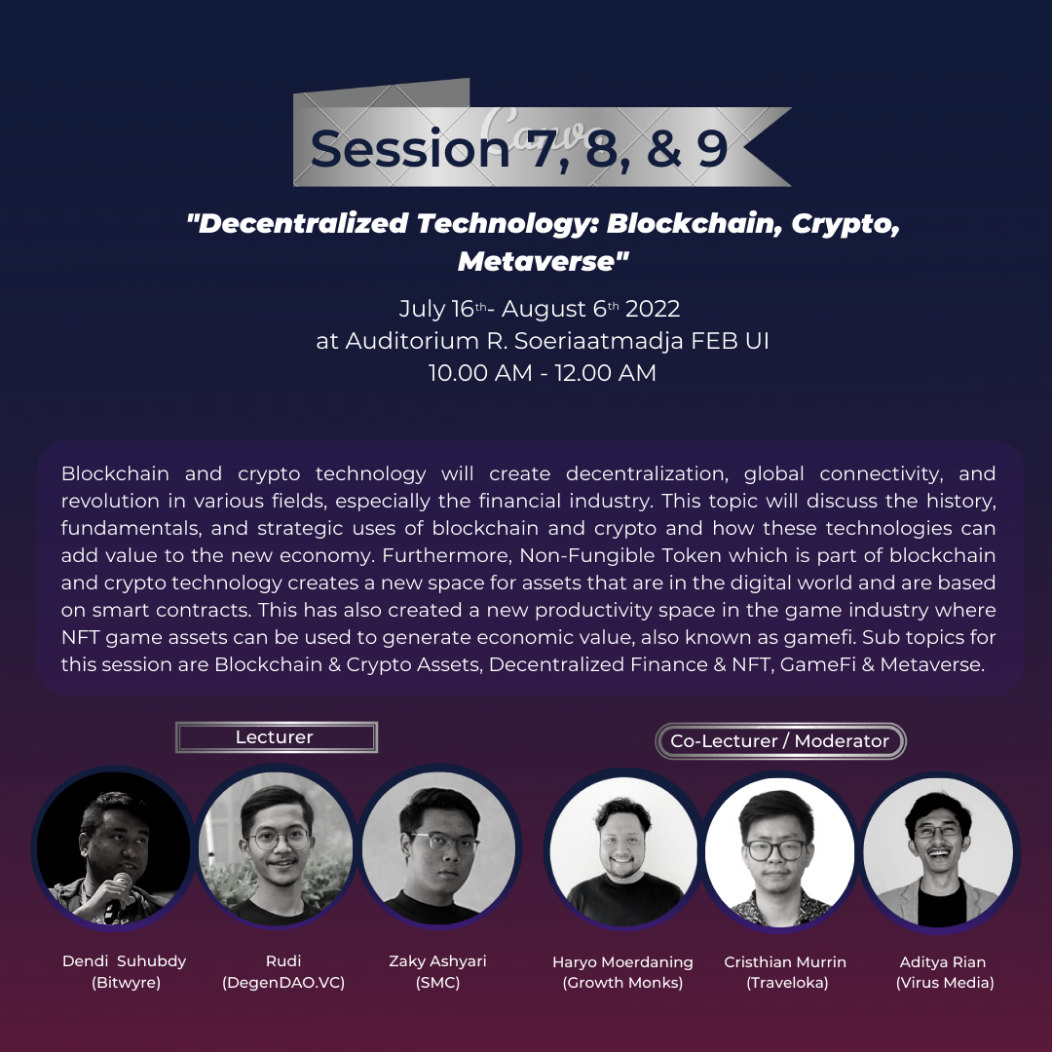 Canva
Session 7, 8, & 9
"Decentralized Technology: Blockchain, Crypto,
Metaverse"
July 16th- August 6th 2022
at Auditorium R. Soeriaatmadja FEB UI
10.00 AM - 12.00 AM
Blockchain and crypto technology will create decentralization, global connectivity, and
revolution in various fields, especially the financial industry. This topic will discuss the history,
fundamentals, and strategic uses of blockchain and crypto and how these technologies can
add value to the new economy. Furthermore, Non-Fungible Token which is part of blockchain
and crypto technology creates a new space for assets that are in the digital world and are based
on smart contracts. This has also created a new productivity space in the game industry where
NFT game assets can be used to generate economic value, also known as gamefi. Sub topics for
this session are Blockchain & Crypto Assets, Decentralized Finance & NFT, GameFi & Metaverse.
Lecturer
Co-Lecturer / Moderator
Dendi Suhubdy
(Bitwyre)
Rudi
(DegenDAO.VC)
Zaky Ashyari
(SMC)
Haryo Moerdaning
(Growth Monks)
Cristhian Murrin
(Traveloka)
Aditya Rian
(Virus Media)